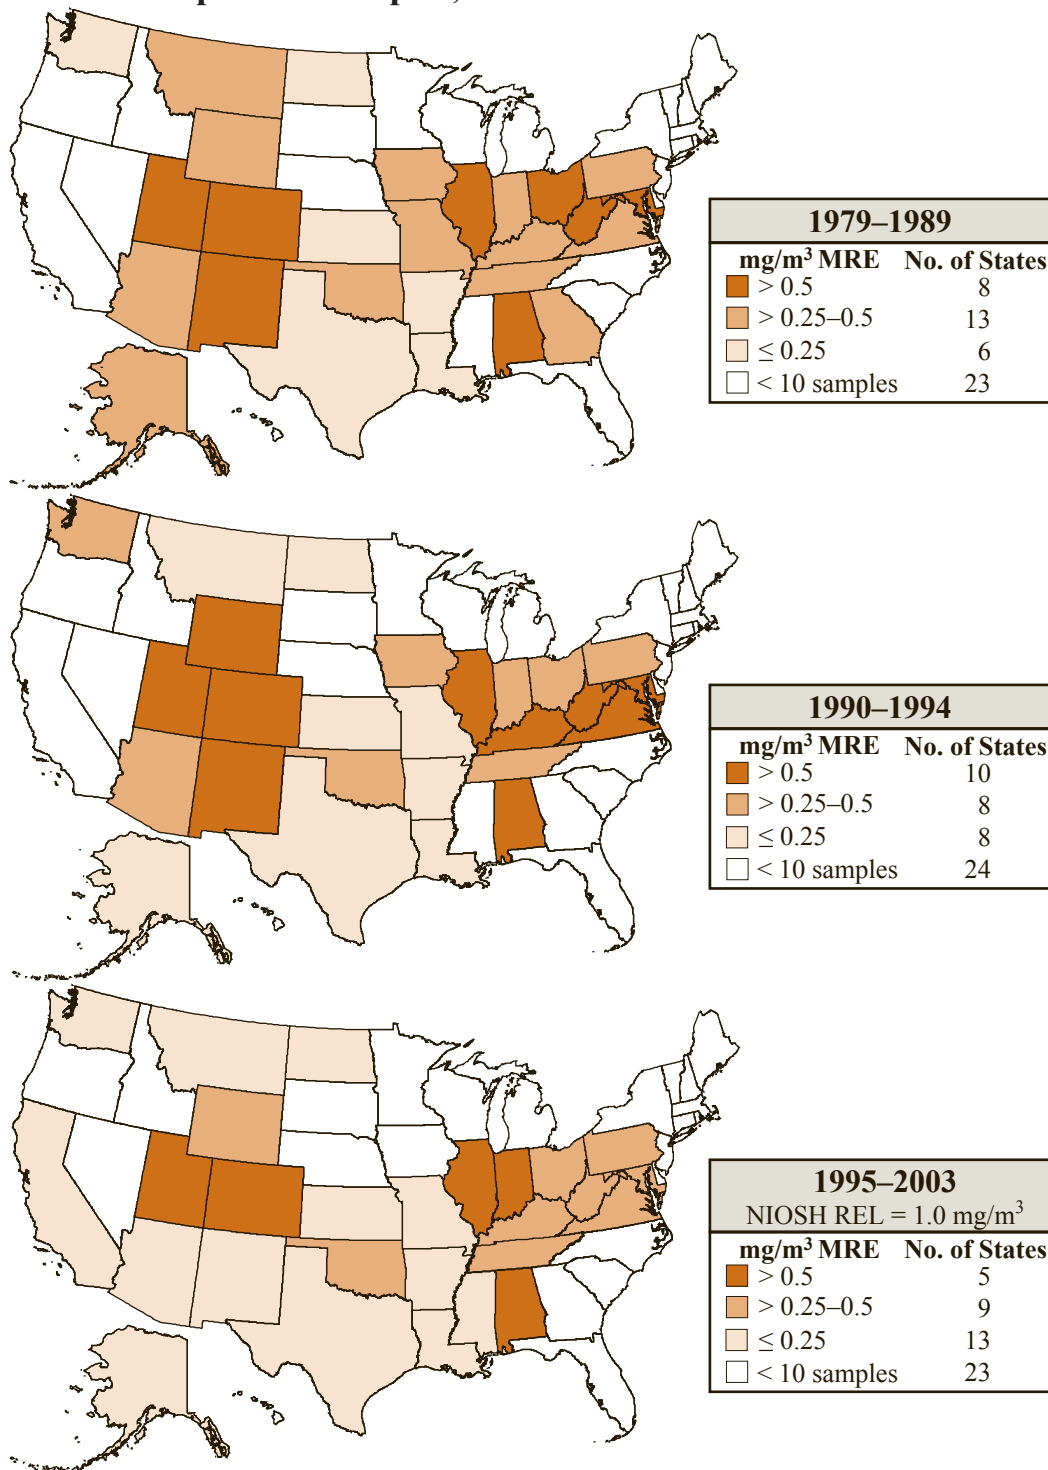 1979–1989
mg/m³ MRE No. of States
> 0.5 8
> 0.25–0.5 13
≤ 0.25 6
< 10 samples 23
1990–1994
mg/m³ MRE No. of States
> 0.5 10
> 0.25–0.5 8
≤ 0.25 8
< 10 samples 24
1995–2003
NIOSH REL = 1.0 mg/m³
mg/m³ MRE No. of States
> 0.5 5
> 0.25–0.5 9
≤ 0.25 13
< 10 samples 23